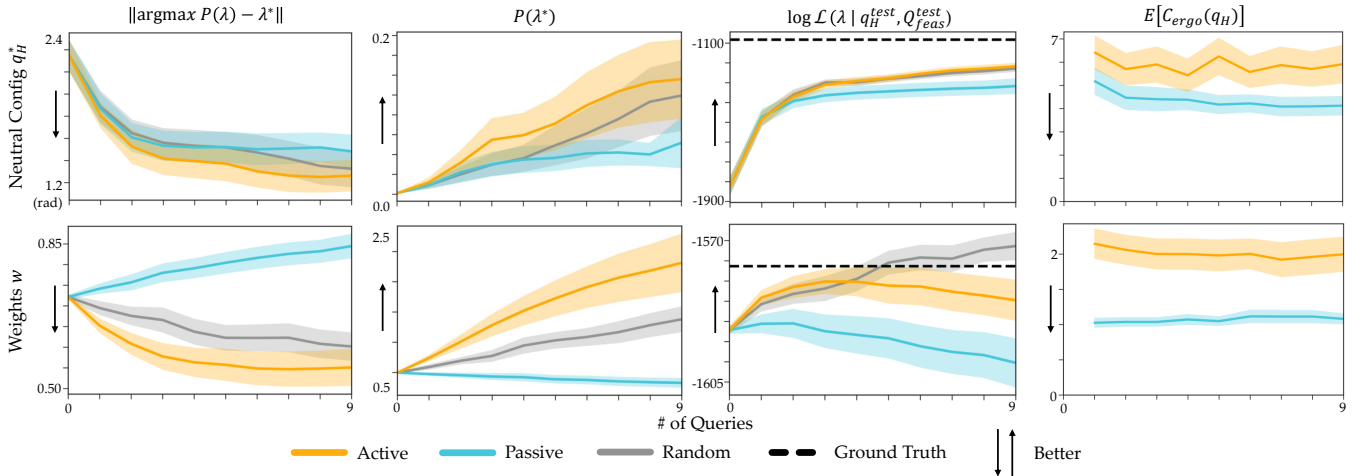 ‖argmax P(λ) − λ*‖
P(λ*)
log ℒ(λ | q_H^test, Q_feas^test)
E[C_ergo(q_H)]
Neutral Config q_H^*
2.4
1.2
(rad)
0.2
0.0
-1100
-1900
7
0
Weights w
0.85
0.50
0
9
2.5
0.5
0
9
-1570
-1605
0
9
2
0
0
9
# of Queries
Active
Passive
Random
Ground Truth
Better